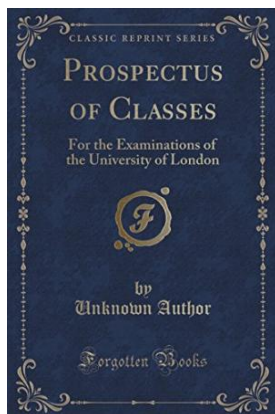 CLASSIC REPRINT SERIES
PROSPECTUS
OF CLASSES
For the Examinations of
the University of London
F
by
Unknown Author
Forgotten Books